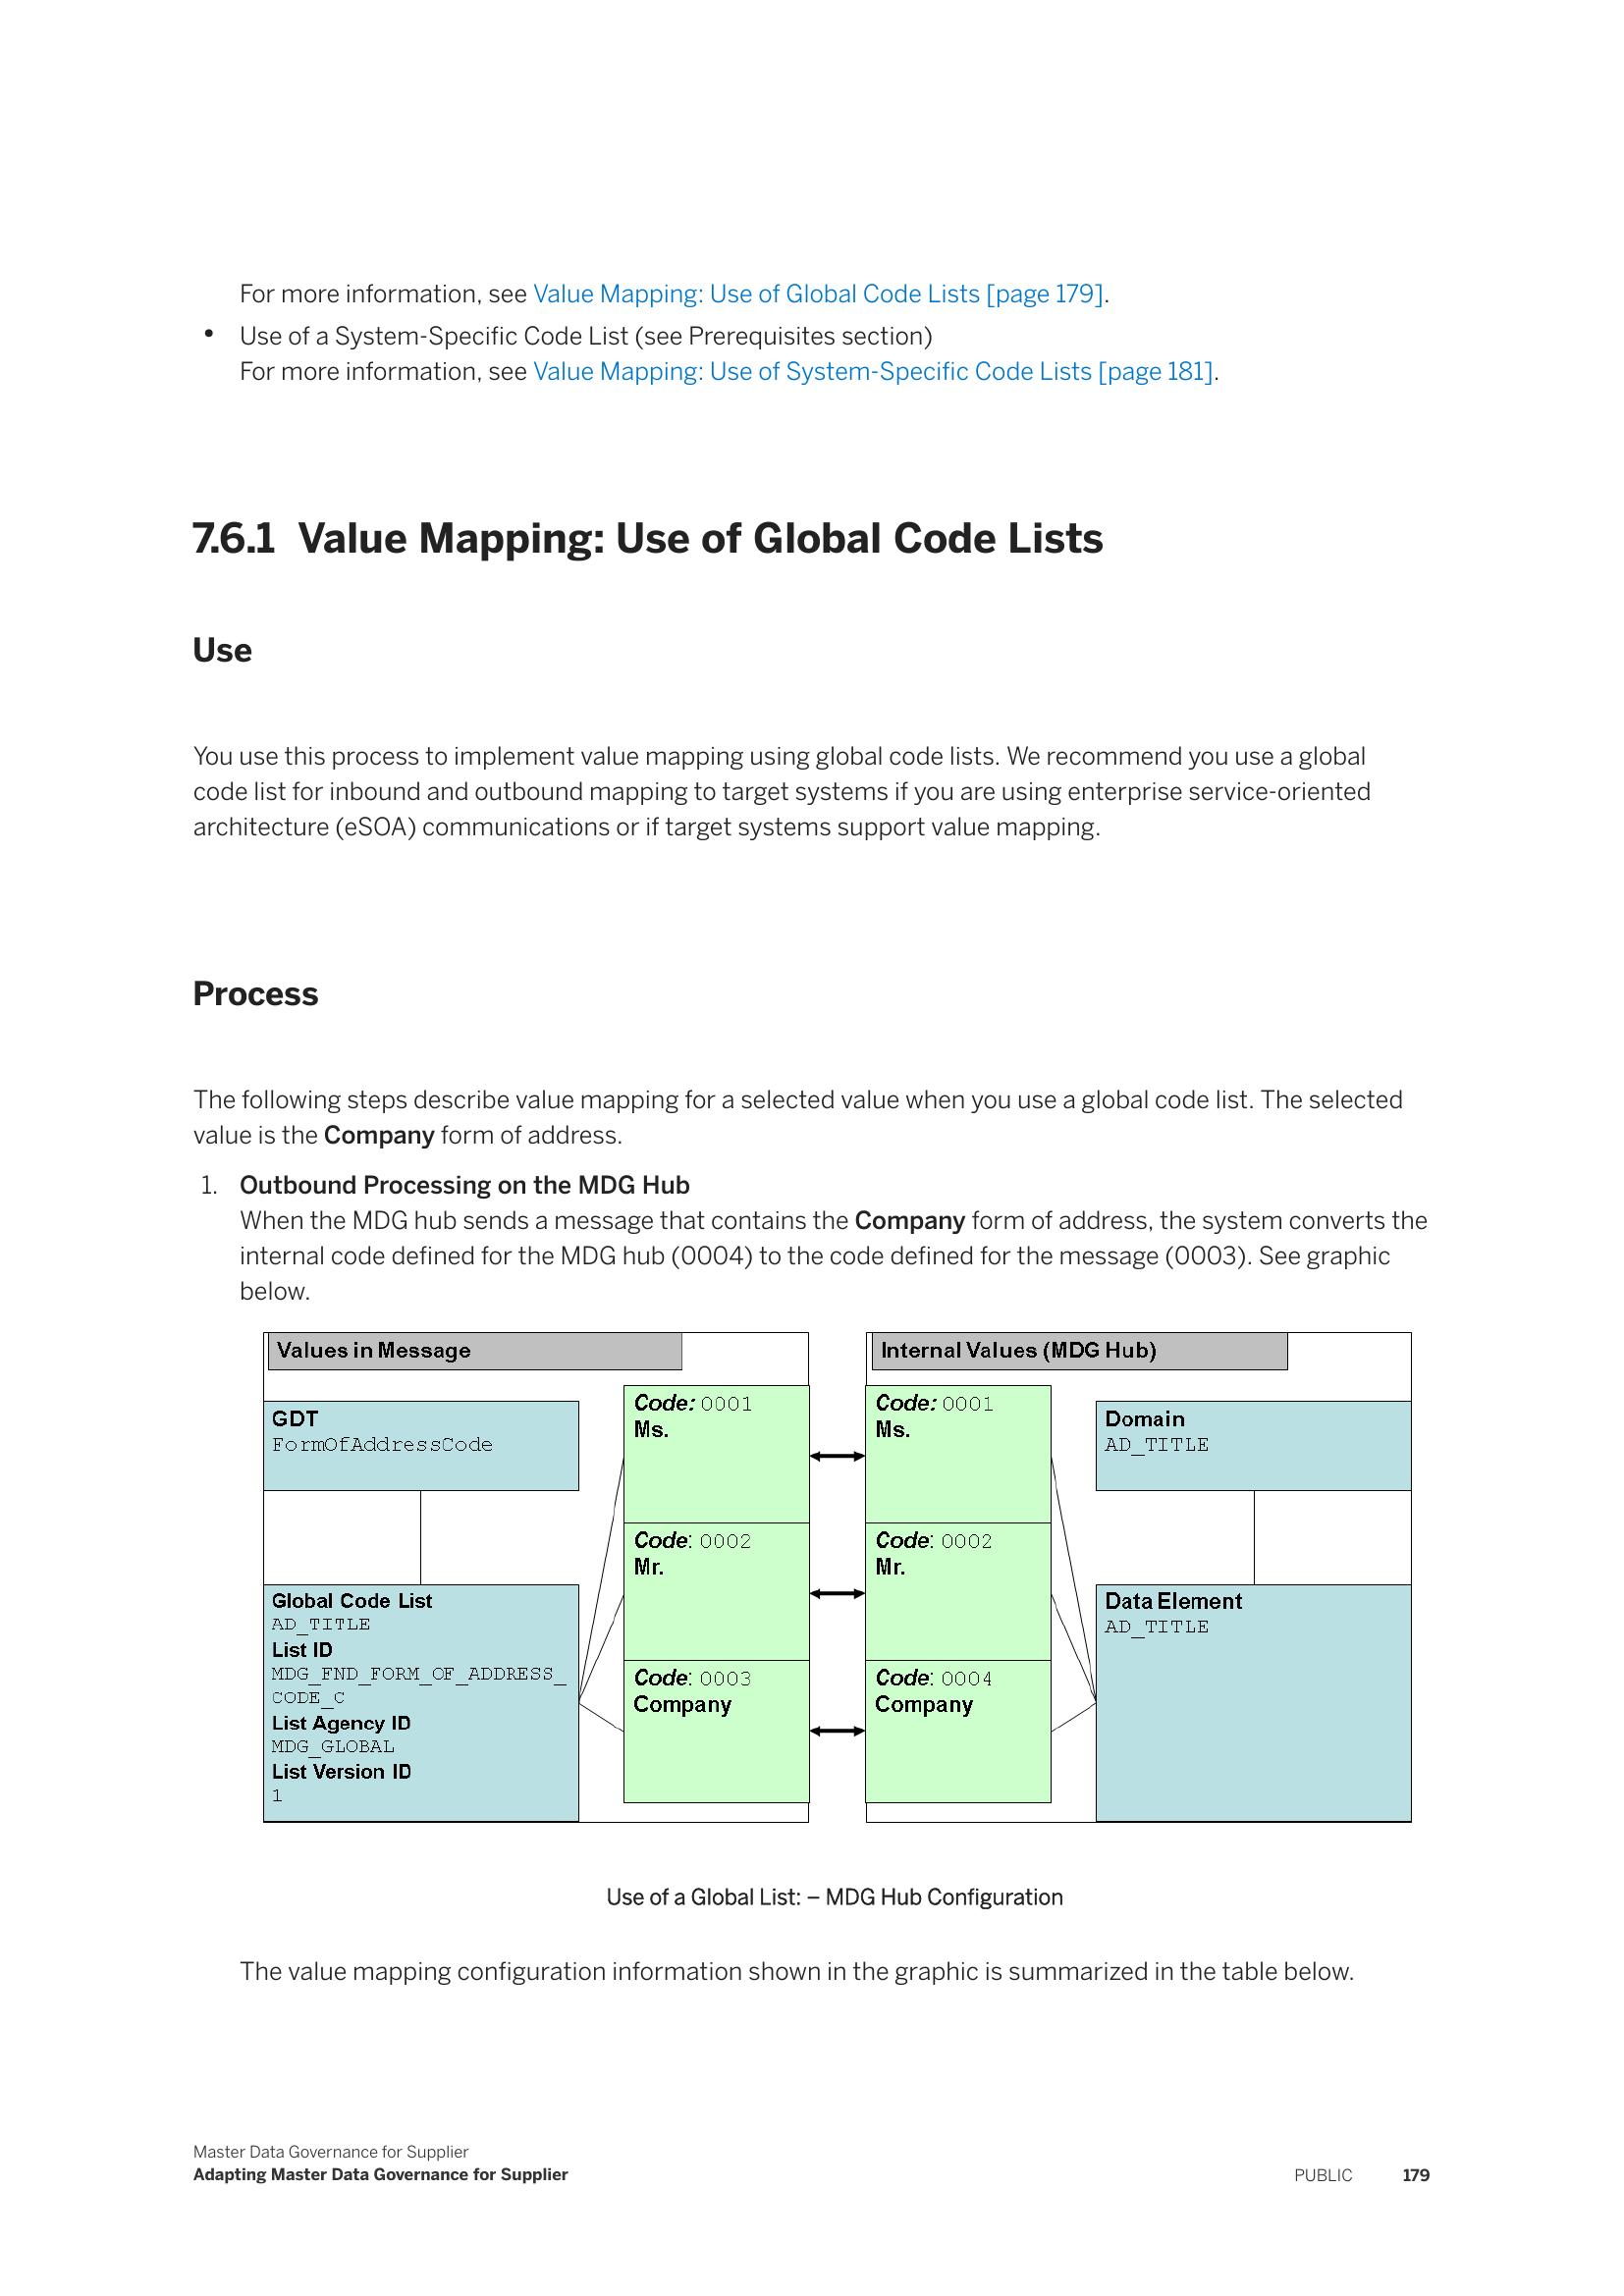 For more information, see Value Mapping: Use of Global Code Lists [page 179].
• Use of a System-Specific Code List (see Prerequisites section)
For more information, see Value Mapping: Use of System-Specific Code Lists [page 181].
7.6.1 Value Mapping: Use of Global Code Lists
Use
You use this process to implement value mapping using global code lists. We recommend you use a global
code list for inbound and outbound mapping to target systems if you are using enterprise service-oriented
architecture (eSOA) communications or if target systems support value mapping.
Process
The following steps describe value mapping for a selected value when you use a global code list. The selected
value is the Company form of address.
1. Outbound Processing on the MDG Hub
When the MDG hub sends a message that contains the Company form of address, the system converts the
internal code defined for the MDG hub (0004) to the code defined for the message (0003). See graphic
below.
Values in Message
GDT
FormOfAddressCode
Global Code List
AD_TITLE
List ID
MDG_FND_FORM_OF_ADDRESS_
CODE_C
List Agency ID
MDG_GLOBAL
List Version ID
1
Code: 0001
Ms.
Code: 0002
Mr.
Code: 0003
Company
Internal Values (MDG Hub)
Code: 0001
Ms.
Code: 0002
Mr.
Code: 0004
Company
Domain
AD_TITLE
Data Element
AD_TITLE
Use of a Global List: – MDG Hub Configuration
The value mapping configuration information shown in the graphic is summarized in the table below.
Master Data Governance for Supplier
Adapting Master Data Governance for Supplier
PUBLIC 179